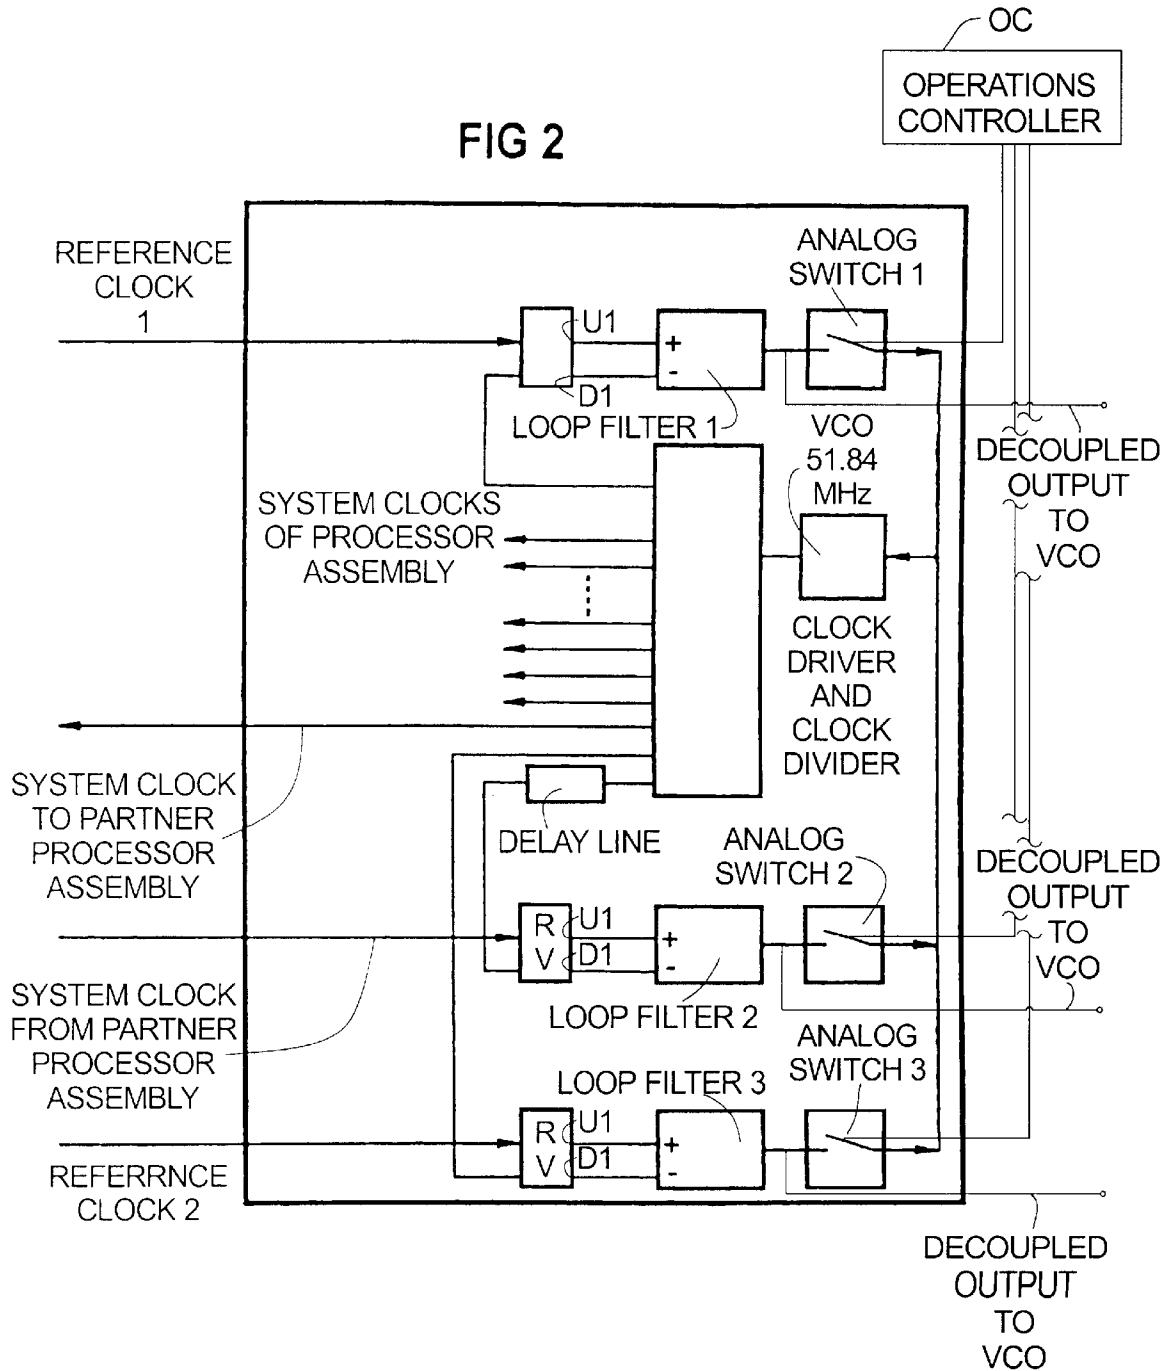 OC
OPERATIONS
CONTROLLER
FIG 2
REFERENCE
CLOCK
1
ANALOG
SWITCH 1
U1
+
-
D1
LOOP FILTER 1
VCO
51.84
MHz
DECOUPLED
OUTPUT
TO
VCO
SYSTEM CLOCKS
OF PROCESSOR
ASSEMBLY
CLOCK
DRIVER
AND
CLOCK
DIVIDER
SYSTEM CLOCK
TO PARTNER
PROCESSOR
ASSEMBLY
DELAY LINE
ANALOG
SWITCH 2
DECOUPLED
OUTPUT
TO
VCO
R
V
U1
D1
+
-
LOOP FILTER 2
SYSTEM CLOCK
FROM PARTNER
PROCESSOR
ASSEMBLY
ANALOG
SWITCH 3
LOOP FILTER 3
R
V
U1
D1
+
-
REFERRNCE
CLOCK 2
DECOUPLED
OUTPUT
TO
VCO